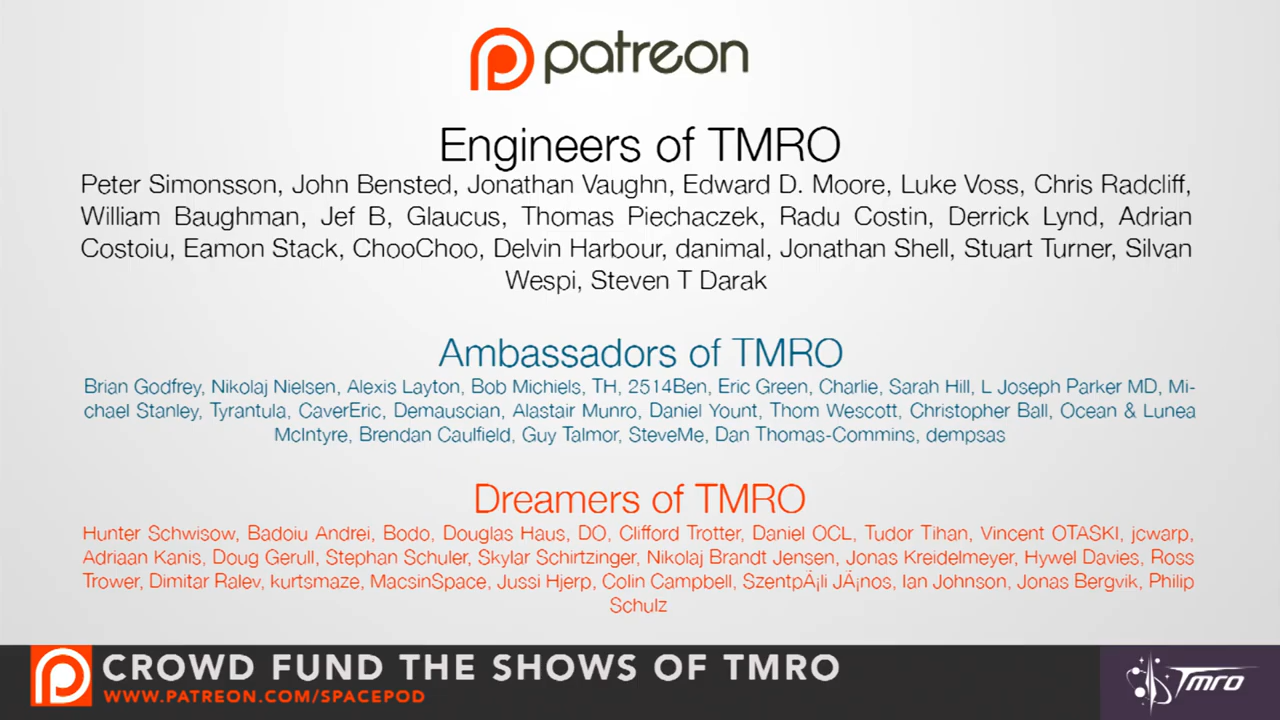 patreon
Engineers of TMRO
Peter Simonsson, John Bensted, Jonathan Vaughn, Edward D. Moore, Luke Voss, Chris Radcliff,
William Baughman, Jef B, Glaucus, Thomas Piechaczek, Radu Costin, Derrick Lynd, Adrian
Costoiu, Eamon Stack, ChooChoo, Delvin Harbour, danimal, Jonathan Shell, Stuart Turner, Silvan
Wespi, Steven T Darak
Ambassadors of TMRO
Brian Godfrey, Nikolaj Nielsen, Alexis Layton, Bob Michiels, TH, 2514Ben, Eric Green, Charlie, Sarah Hill, L Joseph Parker MD, Mi-
chael Stanley, Tyrantula, CaverEric, Demauscian, Alastair Munro, Daniel Yount, Thom Wescott, Christopher Ball, Ocean & Lunea
McIntyre, Brendan Caulfield, Guy Talmor, SteveMe, Dan Thomas-Commins, dempsas
Dreamers of TMRO
Hunter Schwisow, Badoiu Andrei, Bodo, Douglas Haus, DO, Clifford Trotter, Daniel OCL, Tudor Tihan, Vincent OTASKI, jcwarp,
Adriaan Kanis, Doug Gerull, Stephan Schuler, Skylar Schirtzinger, Nikolaj Brandt Jensen, Jonas Kreidelmeyer, Hywel Davies, Ross
Trower, Dimitar Ralev, kurtsmaze, MacsinSpace, Jussi Hjerp, Colin Campbell, SzentpÃ¡li JÃ¡nos, Ian Johnson, Jonas Bergvik, Philip
Schulz
CROWD FUND THE SHOWS OF TMRO
WWW.PATREON.COM/SPACEPOD
Tmro